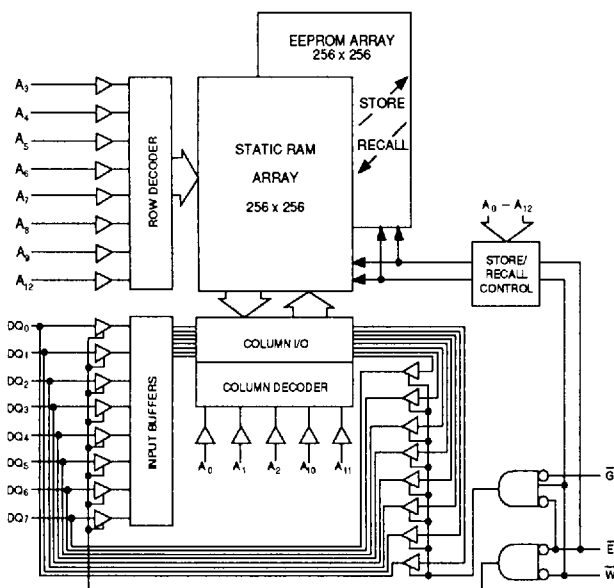 EEPROM ARRAY
256 x 256
STORE
RECALL
STATIC RAM
ARRAY
256 x 256
A3
A4
A5
A6
A7
A8
A9
A12
ROW DECODER
A0 – A12
STORE/
RECALL
CONTROL
DQ0
DQ1
DQ2
DQ3
DQ4
DQ5
DQ6
DQ7
INPUT BUFFERS
COLUMN I/O
COLUMN DECODER
A0
A1
A2
A10
A11
G
E
W